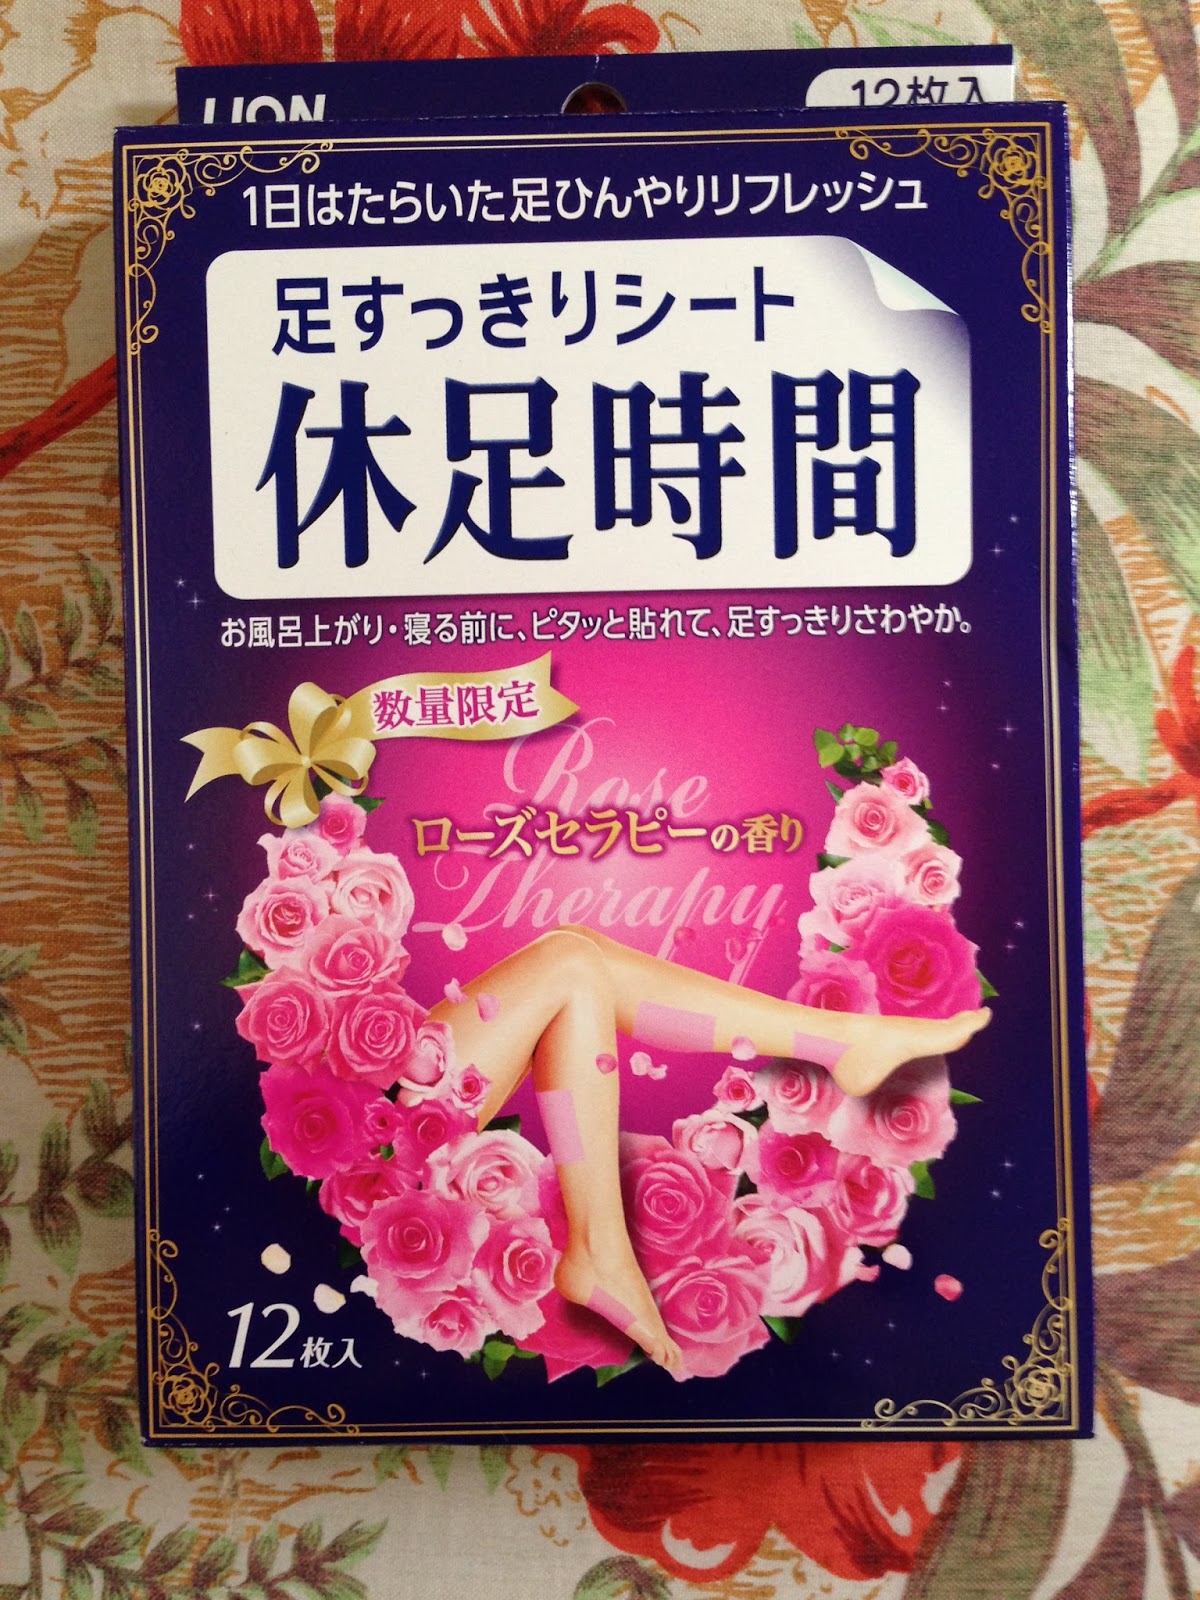 LION
12枚入
1日はたらいた足ひんやりリフレッシュ
足すっきりシート
休足時間
お風呂上がり・寝る前に、ピタッと貼れて、足すっきりさわやか。
数量限定
Rose
ローズセラピーの香り
Therapy
12枚入